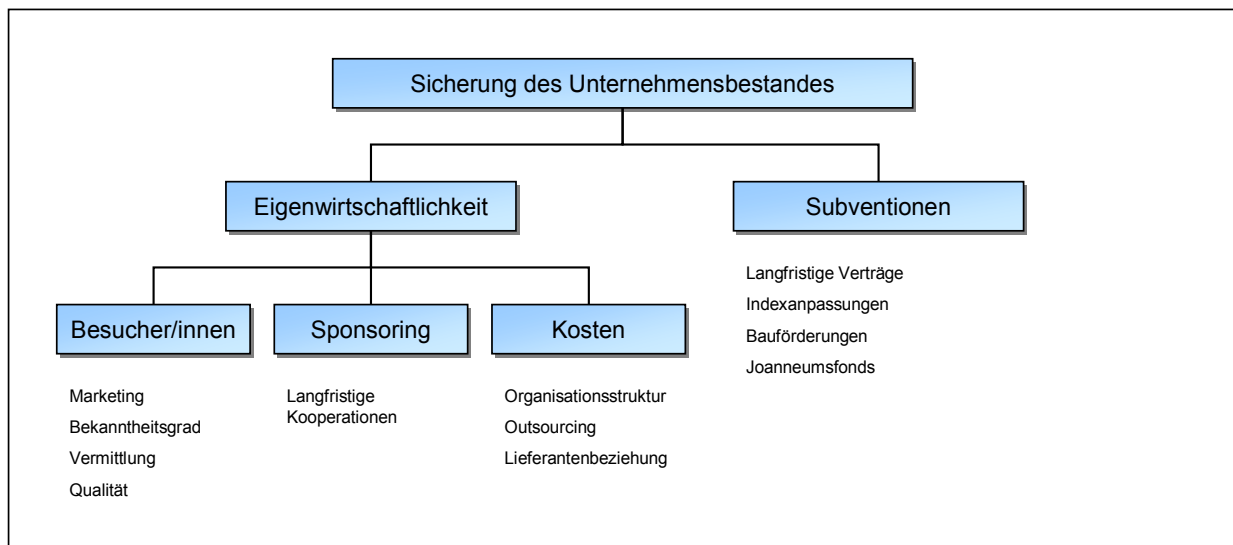 Sicherung des Unternehmensbestandes
Eigenwirtschaftlichkeit
Subventionen
Langfristige Verträge
Indexanpassungen
Bauförderungen
Joanneumsfonds
Besucher/innen
Sponsoring
Kosten
Marketing
Bekanntheitsgrad
Vermittlung
Qualität
Langfristige
Kooperationen
Organisationsstruktur
Outsourcing
Lieferantenbeziehung